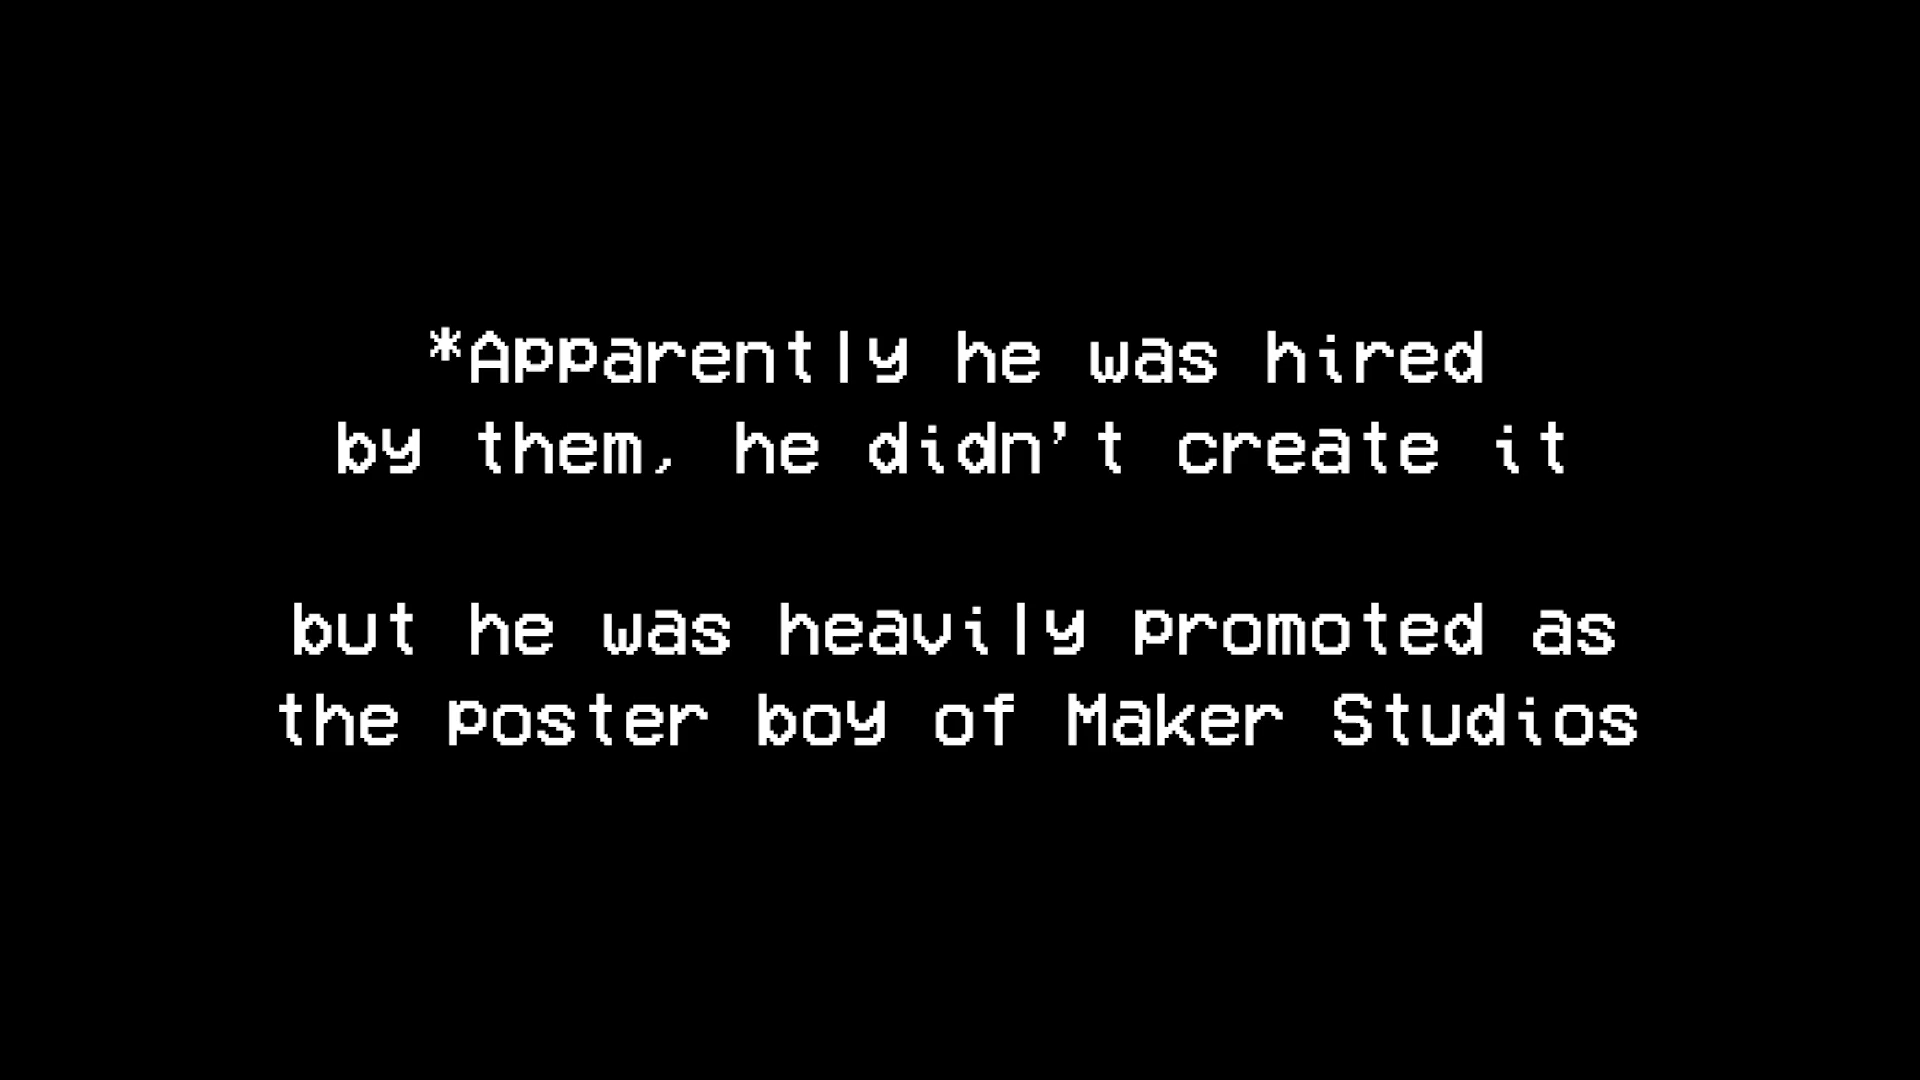 *Apparently he was hired
by them, he didn't create it
but he was heavily promoted as
the poster boy of Maker Studios